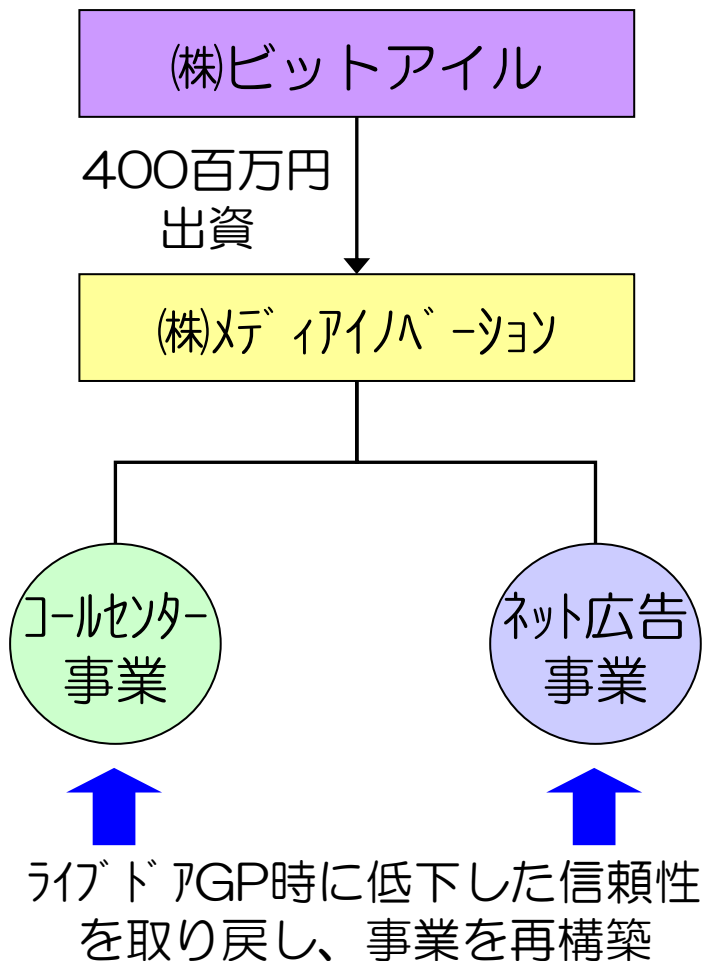 ㈱ビットアイル
400百万円
出資
㈱ﾒﾃﾞｨｱｲﾉﾍﾞｰｼｮﾝ
ｺｰﾙｾﾝﾀｰ
事業
ﾈｯﾄ広告
事業
ﾗｲﾌﾞﾄﾞｱGP時に低下した信頼性
を取り戻し、事業を再構築